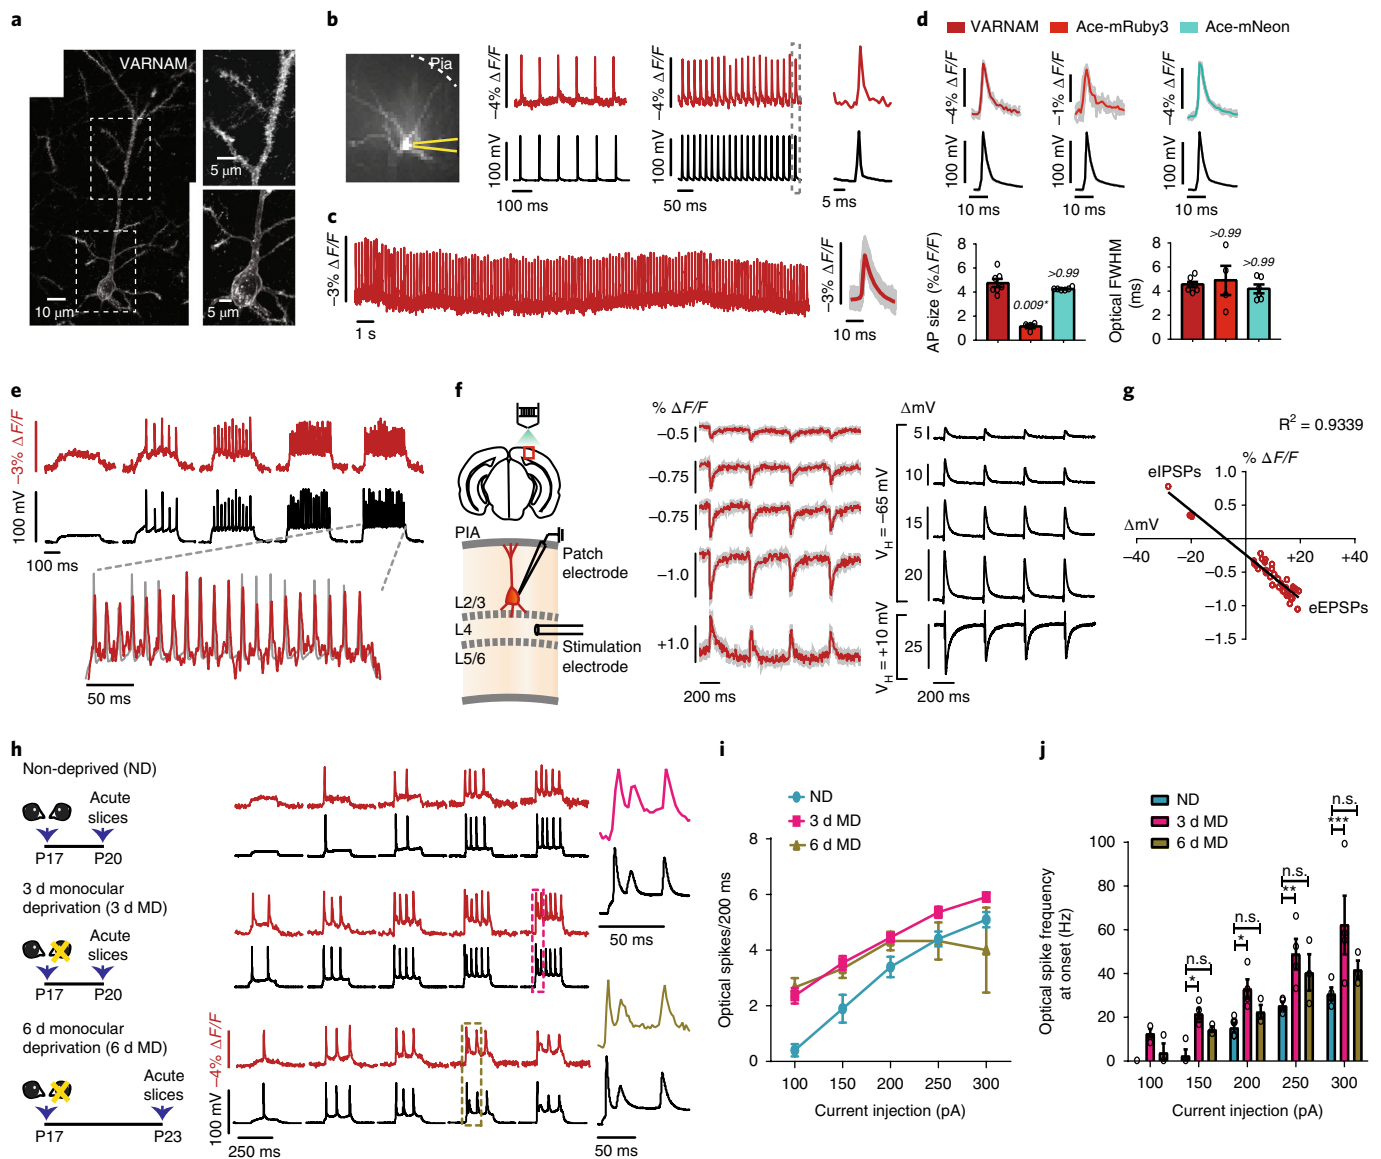 a
VARNAM
10 μm
5 μm
5 μm
b
Pia
−4% ΔF/F
100 mV
100 ms
−4% ΔF/F
100 mV
50 ms
5 ms
c
−3% ΔF/F
1 s
−3% ΔF/F
10 ms
d
VARNAM
Ace-mRuby3
Ace-mNeon
−4% ΔF/F
−1% ΔF/F
−4% ΔF/F
100 mV
100 mV
100 mV
10 ms
10 ms
10 ms
AP size (%ΔF/F)
8
6
4
2
0
0.009*
>0.99
Optical FWHM
(ms)
8
6
4
2
0
>0.99
>0.99
e
−3% ΔF/F
100 mV
100 ms
50 ms
f
PIA
Patch
electrode
L2/3
L4
L5/6
Stimulation
electrode
% ΔF/F
−0.5
−0.75
−0.75
−1.0
+1.0
200 ms
ΔmV
5
10
15
20
25
V_H = −65 mV
V_H = +10 mV
200 ms
g
R² = 0.9339
% ΔF/F
eIPSPs
1.0
0.5
ΔmV
−40
−20
+20
+40
−0.5
−1.0
−1.5
eEPSPs
h
Non-deprived (ND)
Acute
slices
P17
P20
3 d monocular
deprivation (3 d MD)
Acute
slices
P17
P20
6 d monocular
deprivation (6 d MD)
Acute
slices
P17
P23
−4% ΔF/F
100 mV
250 ms
50 ms
50 ms
i
ND
3 d MD
6 d MD
Optical spikes/200 ms
8
6
4
2
0
100
150
200
250
300
Current injection (pA)
j
ND
3 d MD
6 d MD
Optical spike frequency
at onset (Hz)
100
80
60
40
20
0
n.s.
*
n.s.
*
n.s.
**
n.s.
***
100
150
200
250
300
Current injection (pA)